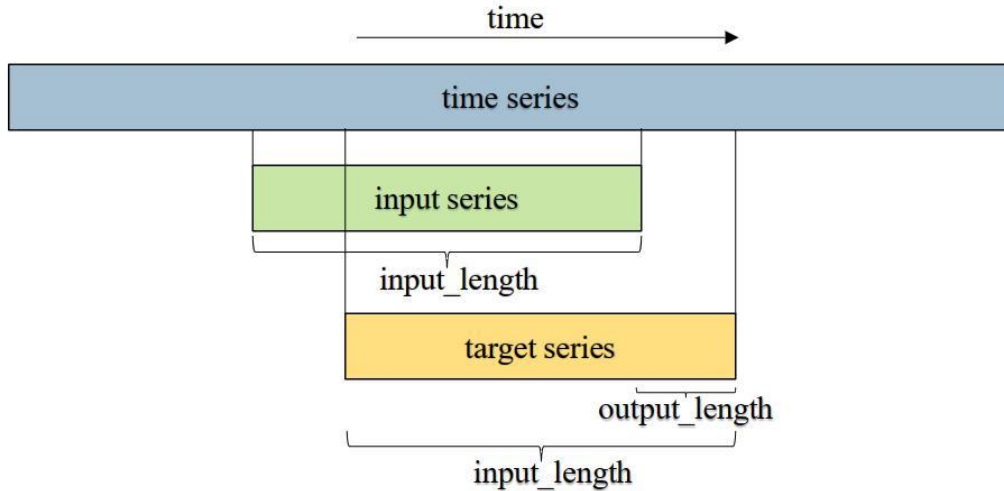 time
time series
input series
input_length
target series
output_length
input_length